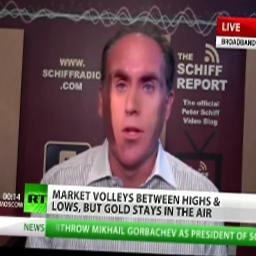 LIVE
BROADBAND
WWW.
SCHIFFRADIO
.COM
THE
SCHIFF
REPORT
The official
Peter Schiff
Video Blog
00:14
MOSCOW
RT
MARKET VOLLEYS BETWEEN HIGHS &
LOWS, BUT GOLD STAYS IN THE AIR
NEWS
THROW MIKHAIL GORBACHEV AS PRESIDENT OF